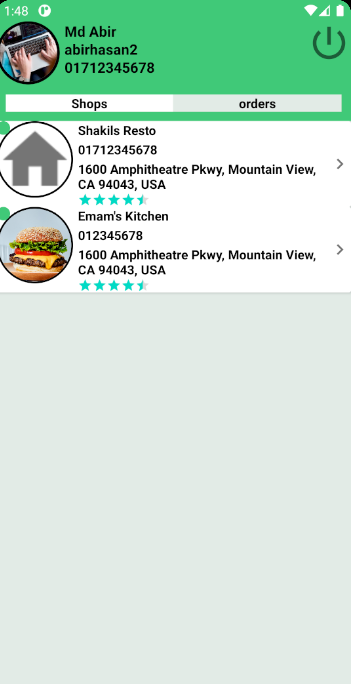 1:48
Md Abir
abirhasan2
01712345678
Shops
orders
Shakils Resto
01712345678
1600 Amphitheatre Pkwy, Mountain View,
CA 94043, USA
Emam's Kitchen
012345678
1600 Amphitheatre Pkwy, Mountain View,
CA 94043, USA